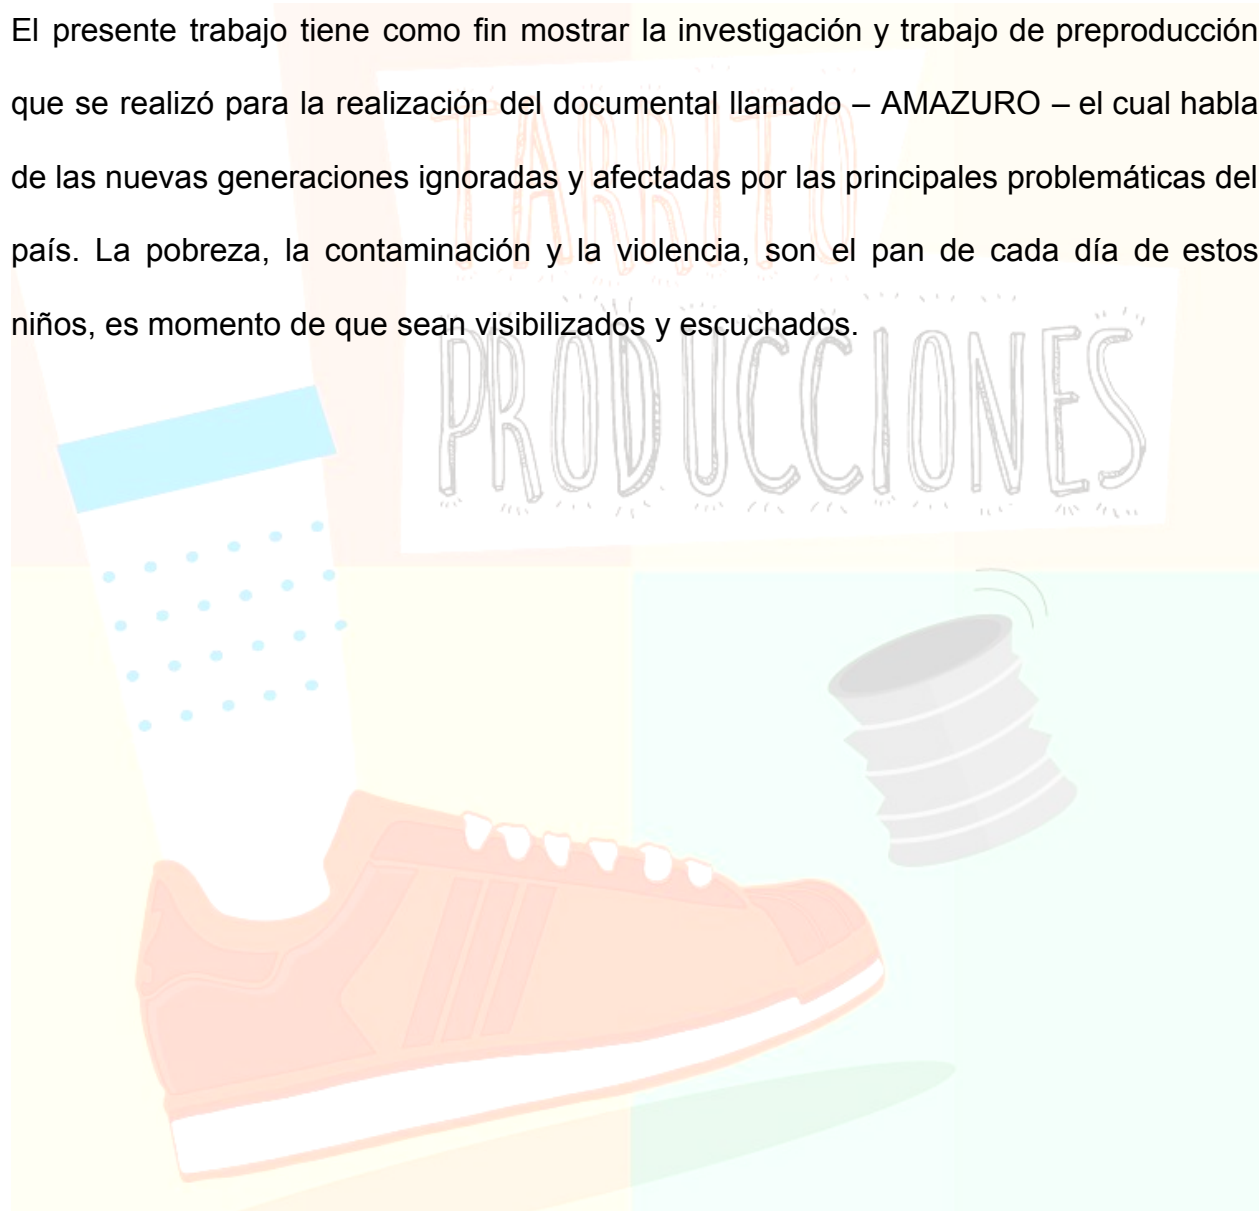 El presente trabajo tiene como fin mostrar la investigación y trabajo de preproducción
que se realizó para la realización del documental llamado – AMAZURO – el cual habla
de las nuevas generaciones ignoradas y afectadas por las principales problemáticas del
país. La pobreza, la contaminación y la violencia, son el pan de cada día de estos
niños, es momento de que sean visibilizados y escuchados.
TARRITO
PRODUCCIONES